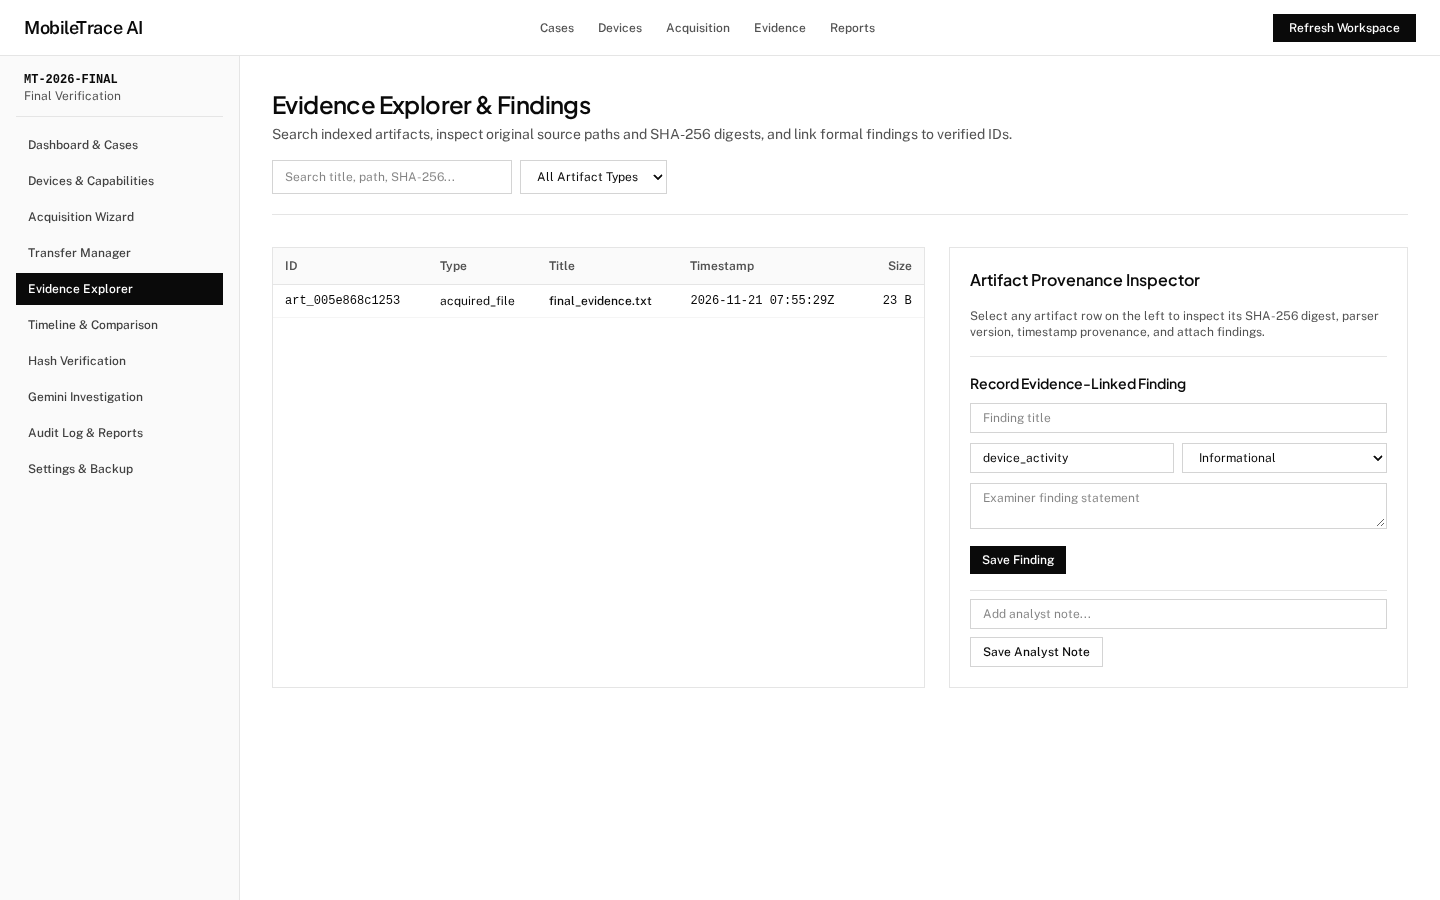 MobileTrace AI
Cases
Devices
Acquisition
Evidence
Reports
Refresh Workspace
MT-2026-FINAL
Final Verification
Dashboard & Cases
Devices & Capabilities
Acquisition Wizard
Transfer Manager
Evidence Explorer
Timeline & Comparison
Hash Verification
Gemini Investigation
Audit Log & Reports
Settings & Backup
Evidence Explorer & Findings
Search indexed artifacts, inspect original source paths and SHA-256 digests, and link formal findings to verified IDs.
Search title, path, SHA-256...
All Artifact Types
ID Type Title Timestamp Size
art_005e868c1253 acquired_file final_evidence.txt 2026-11-21 07:55:29Z 23 B
Artifact Provenance Inspector
Select any artifact row on the left to inspect its SHA-256 digest, parser
version, timestamp provenance, and attach findings.
Record Evidence-Linked Finding
Finding title
device_activity
Informational
Examiner finding statement
Save Finding
Add analyst note...
Save Analyst Note